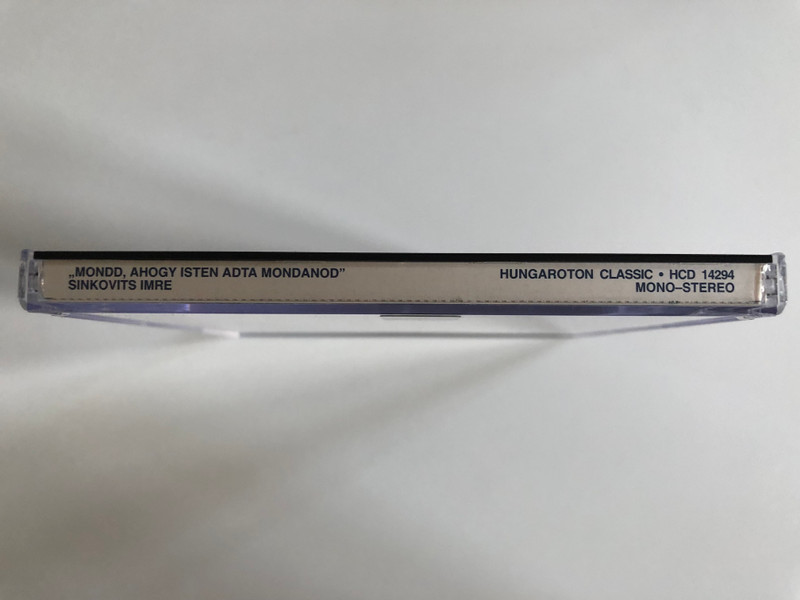 „MONDD, AHOGY ISTEN ADTA MONDANOD”
SINKOVITS IMRE
HUNGAROTON CLASSIC • HCD 14294
MONO–STEREO